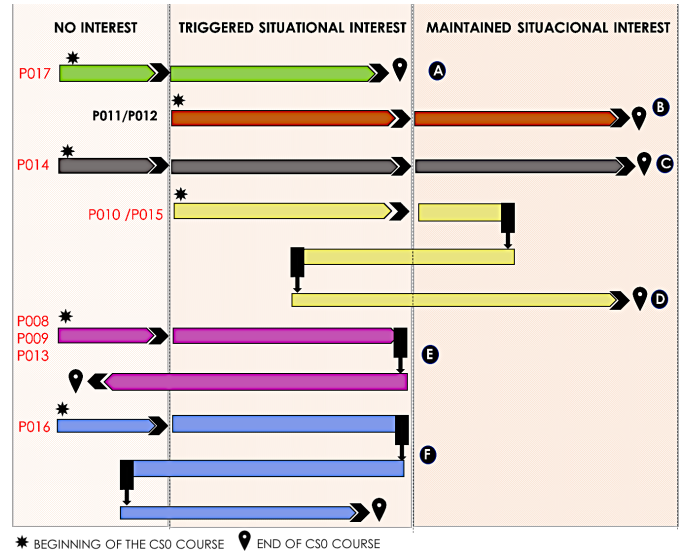 NO INTEREST TRIGGERED SITUATIONAL INTEREST MAINTAINED SITUACIONAL INTEREST
P017 A
P011/P012 B
P014 C
P010 /P015
D
P008
P009
P013
E
P016
F
BEGINNING OF THE CS0 COURSE END OF CS0 COURSE